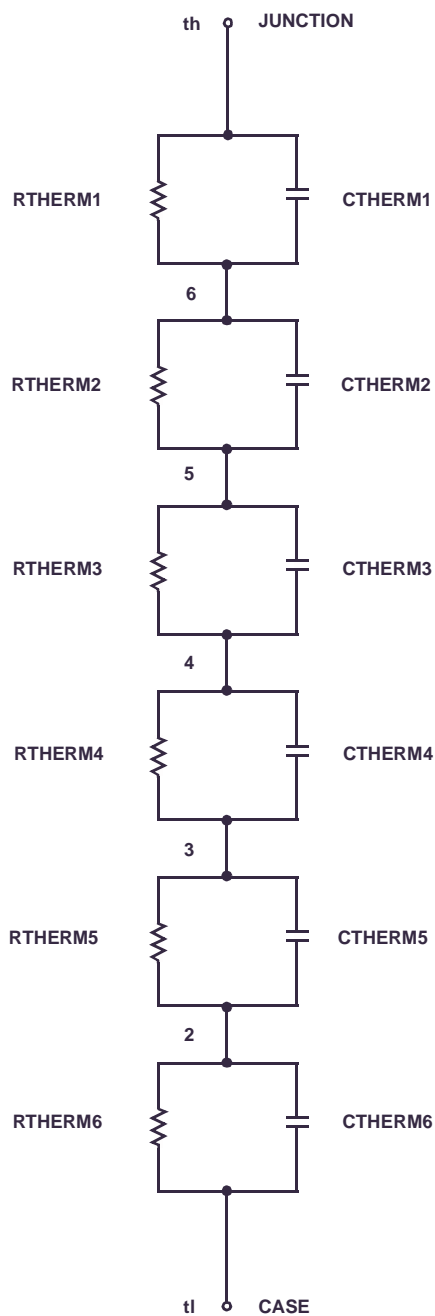 th JUNCTION
RTHERM1 CTHERM1
6
RTHERM2 CTHERM2
5
RTHERM3 CTHERM3
4
RTHERM4 CTHERM4
3
RTHERM5 CTHERM5
2
RTHERM6 CTHERM6
tl CASE